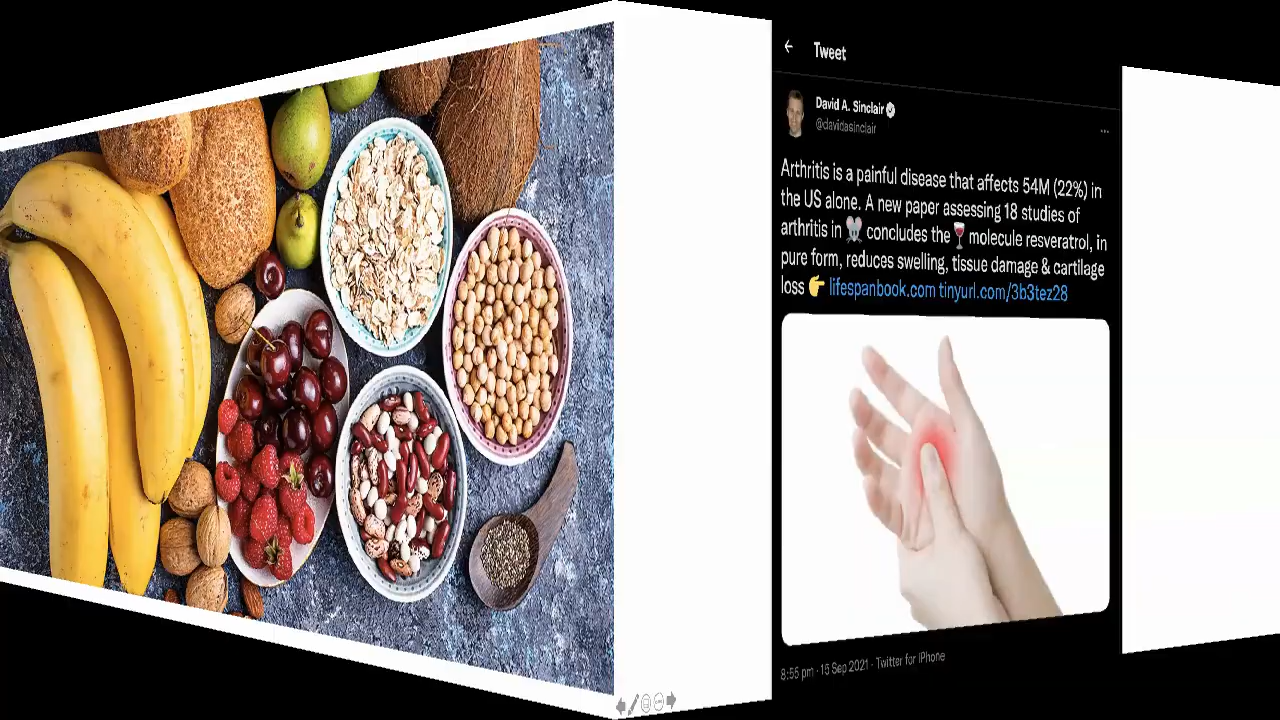 Tweet
David A. Sinclair
@davidasinclair
Arthritis is a painful disease that affects 54M (22%) in
the US alone. A new paper assessing 18 studies of
arthritis in 🐭 concludes the 🍷 molecule resveratrol, in
pure form, reduces swelling, tissue damage & cartilage
loss 👉 lifespanbook.com tinyurl.com/3b3tez28
8:55 pm · 15 Sep 2021 · Twitter for iPhone